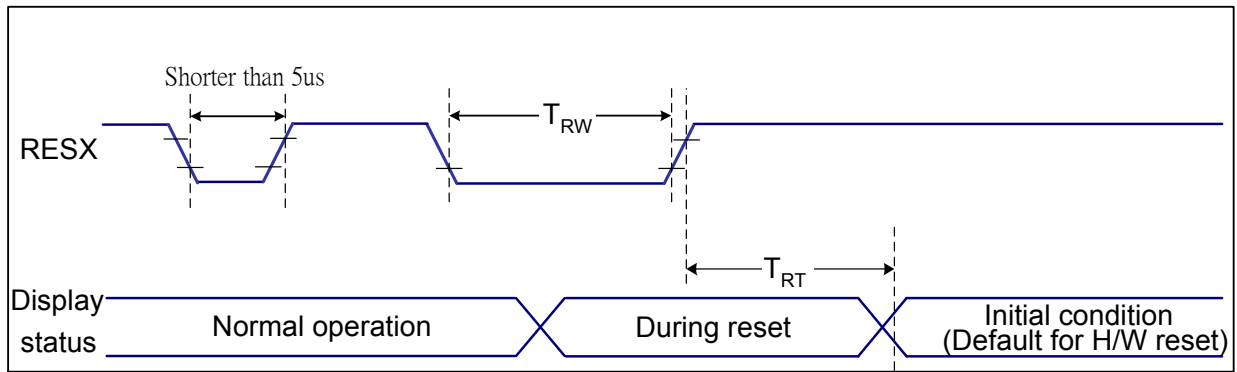 Shorter than 5us
RESX
TRW
TRT
Display
status
Normal operation
During reset
Initial condition
(Default for H/W reset)